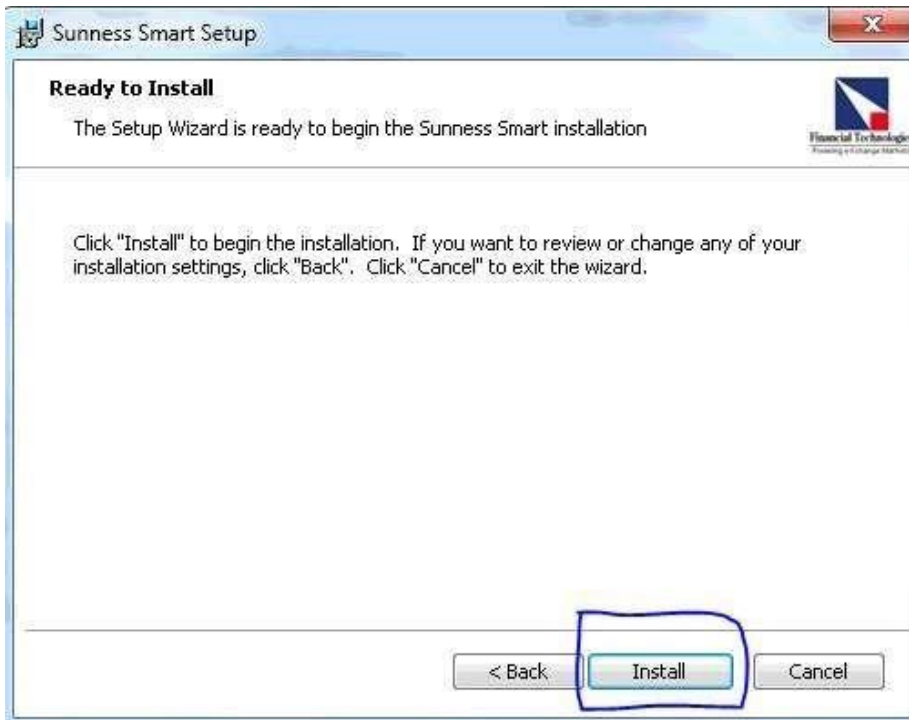 Sunness Smart Setup
Ready to Install
The Setup Wizard is ready to begin the Sunness Smart installation
Financial Technologie
Click "Install" to begin the installation. If you want to review or change any of your
installation settings, click "Back". Click "Cancel" to exit the wizard.
< Back
Install
Cancel